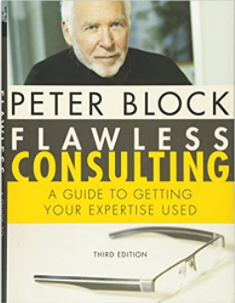 PETER BLOCK
FLAWLESS
CONSULTING
A GUIDE TO GETTING
YOUR EXPERTISE USED
THIRD EDITION